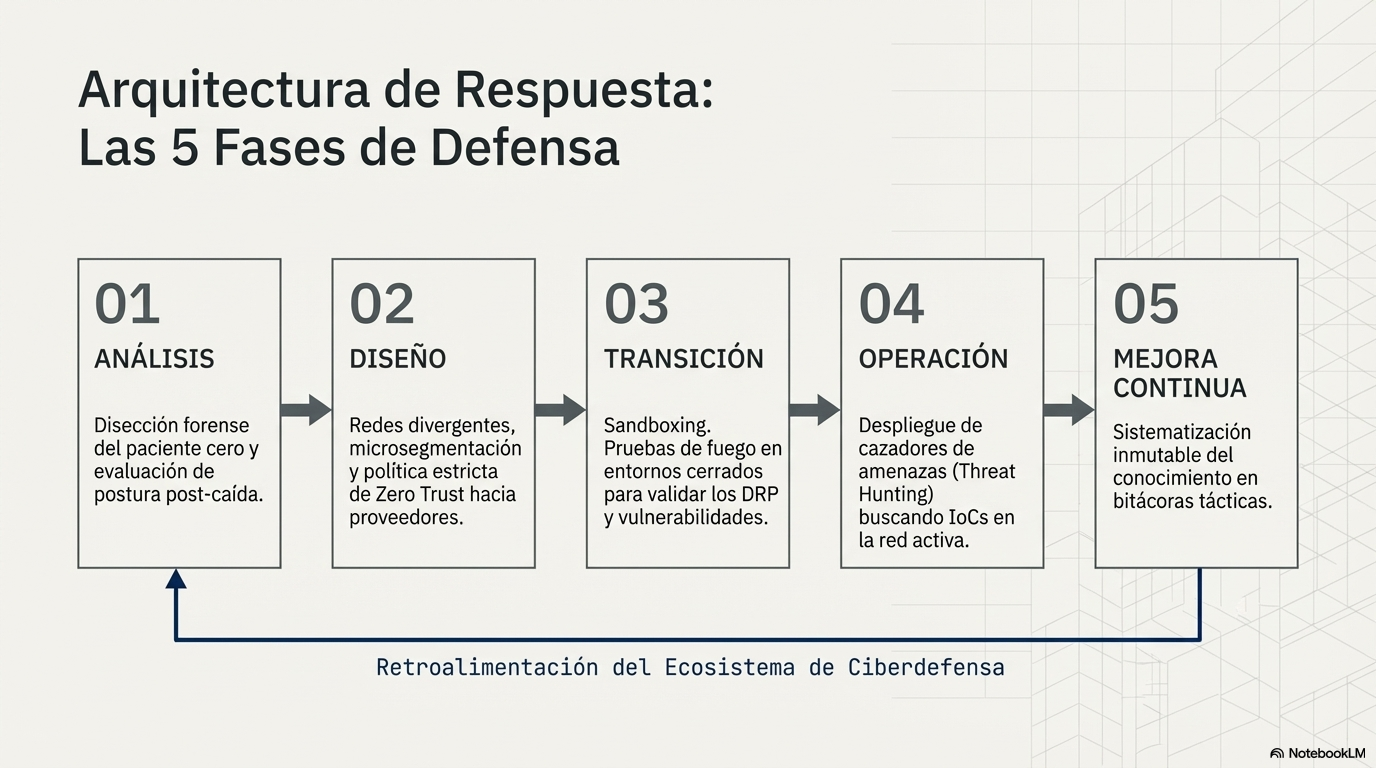 Arquitectura de Respuesta:
Las 5 Fases de Defensa
01
ANÁLISIS
Disección forense
del paciente cero y
evaluación de
postura post-caída.
02
DISEÑO
Redes divergentes,
microsegmentación
y política estricta
de Zero Trust hacia
proveedores.
03
TRANSICIÓN
Sandboxing.
Pruebas de fuego en
entornos cerrados
para validar los DRP
y vulnerabilidades.
04
OPERACIÓN
Despliegue de
cazadores de
amenazas (Threat
Hunting)
buscando IoCs en
la red activa.
05
MEJORA
CONTINUA
Sistematización
inmutable del
conocimiento en
bitácoras tácticas.
Retroalimentación del Ecosistema de Ciberdefensa
NotebookLM